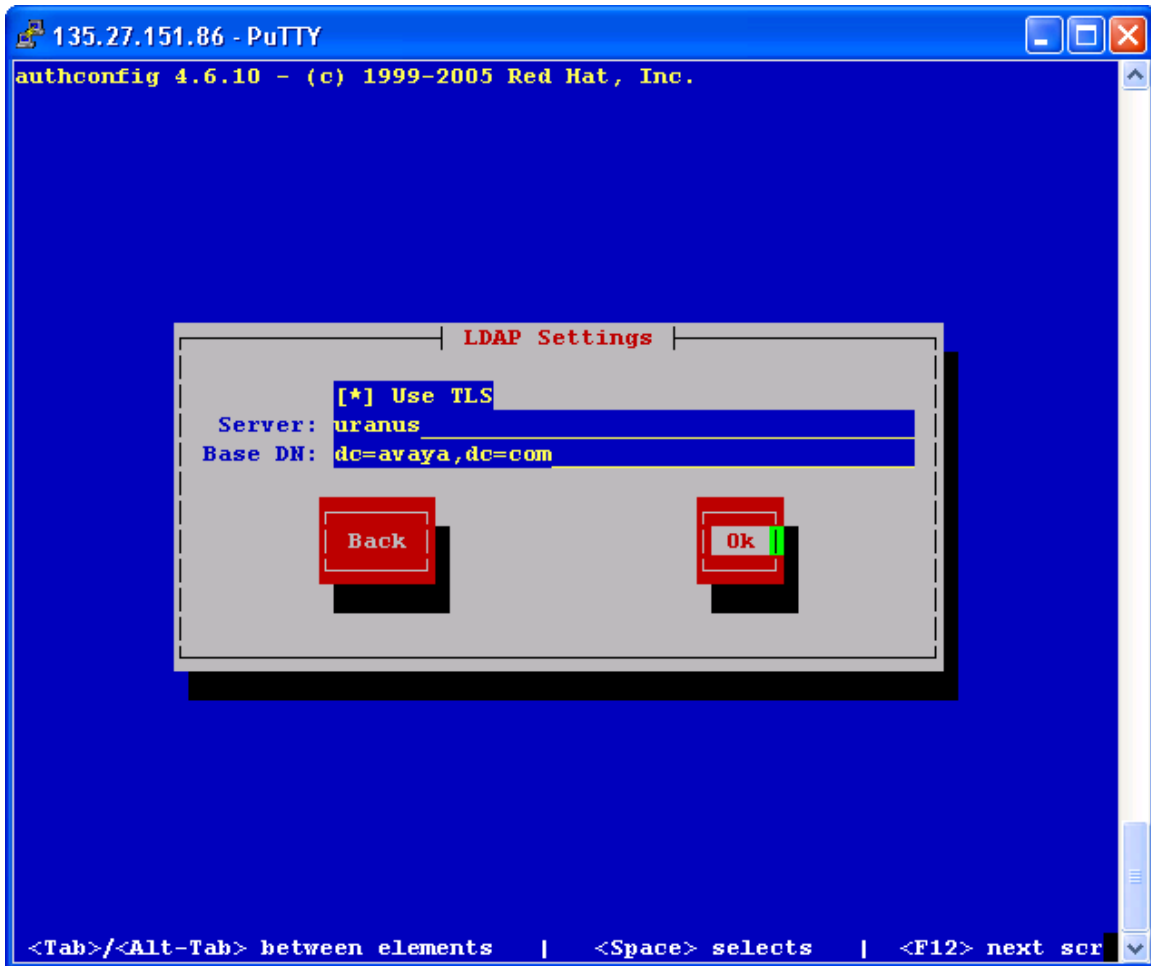 135.27.151.86 - PuTTY
authconfig 4.6.10 - (c) 1999-2005 Red Hat, Inc.
LDAP Settings
[*] Use TLS
Server: uranus
Base DN: dc=avaya,dc=com
Back Ok
<Tab>/<Alt-Tab> between elements | <Space> selects | <F12> next scr